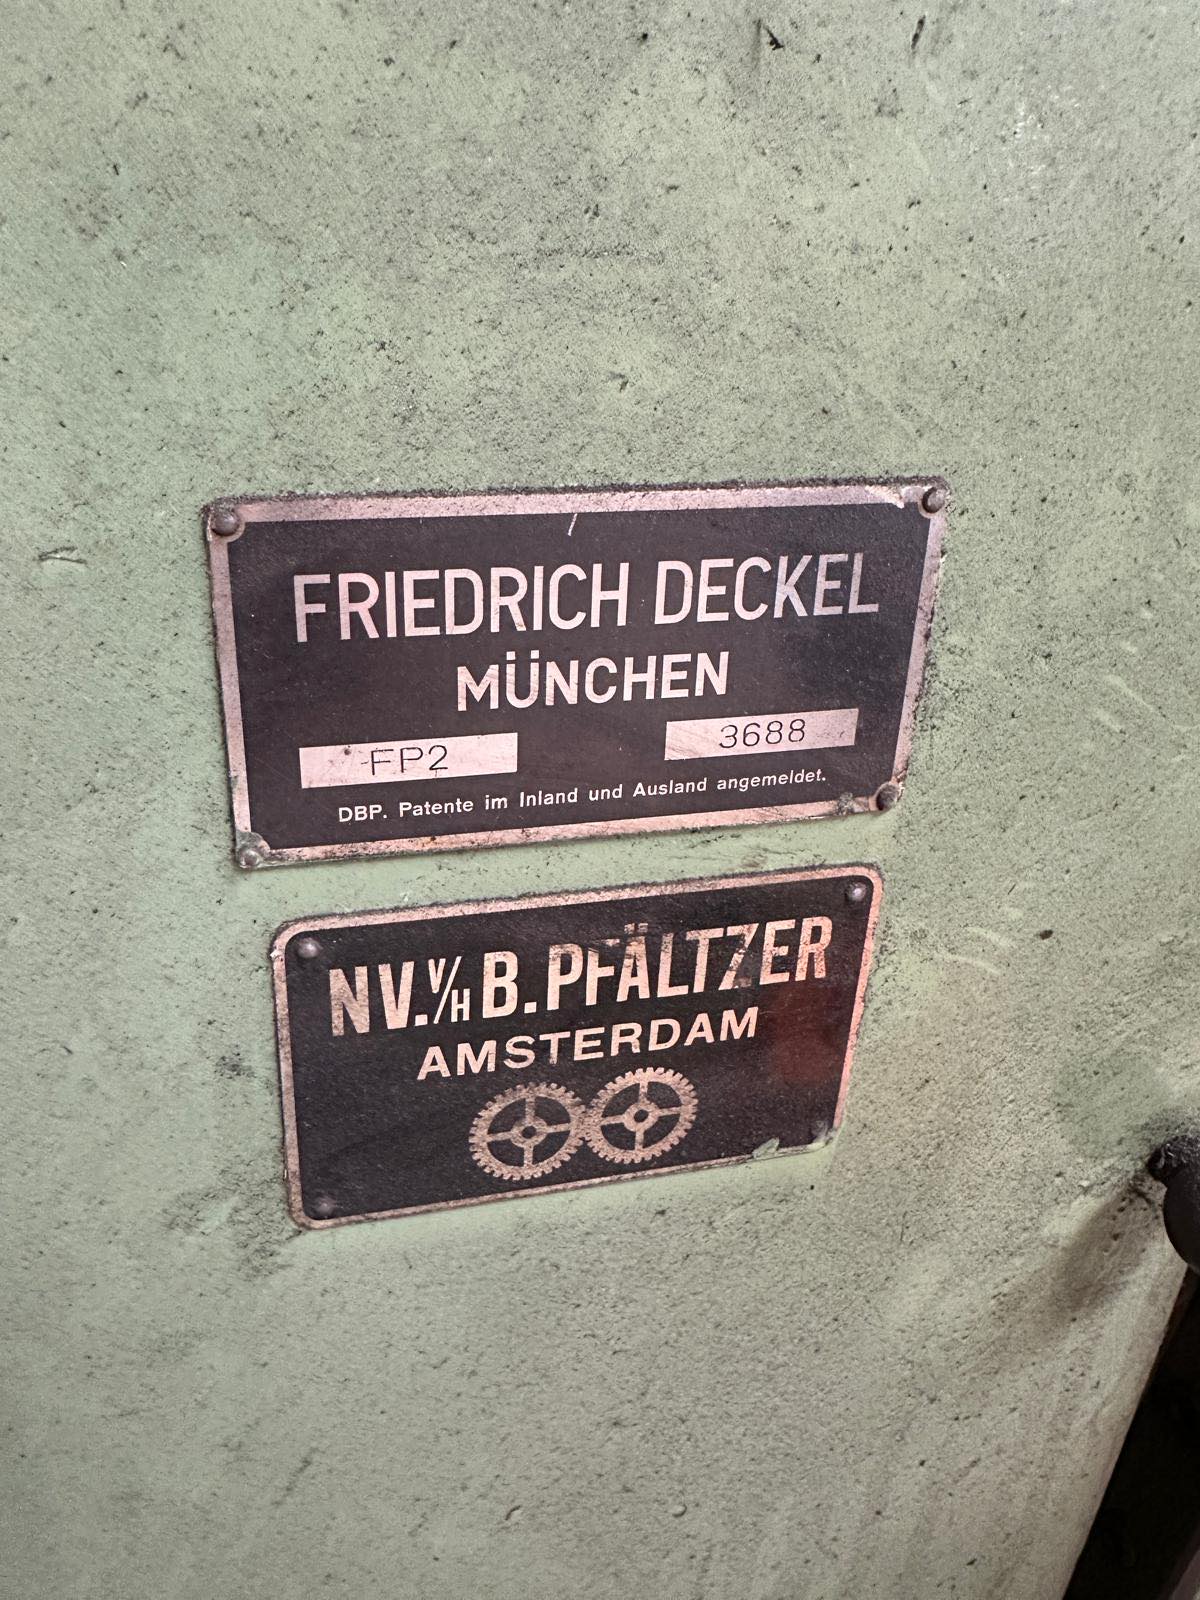 FRIEDRICH DECKEL
MÜNCHEN
FP2 3688
DBP. Patente im Inland und Ausland angemeldet.
NV. V/H B. PFÄLTZER
AMSTERDAM